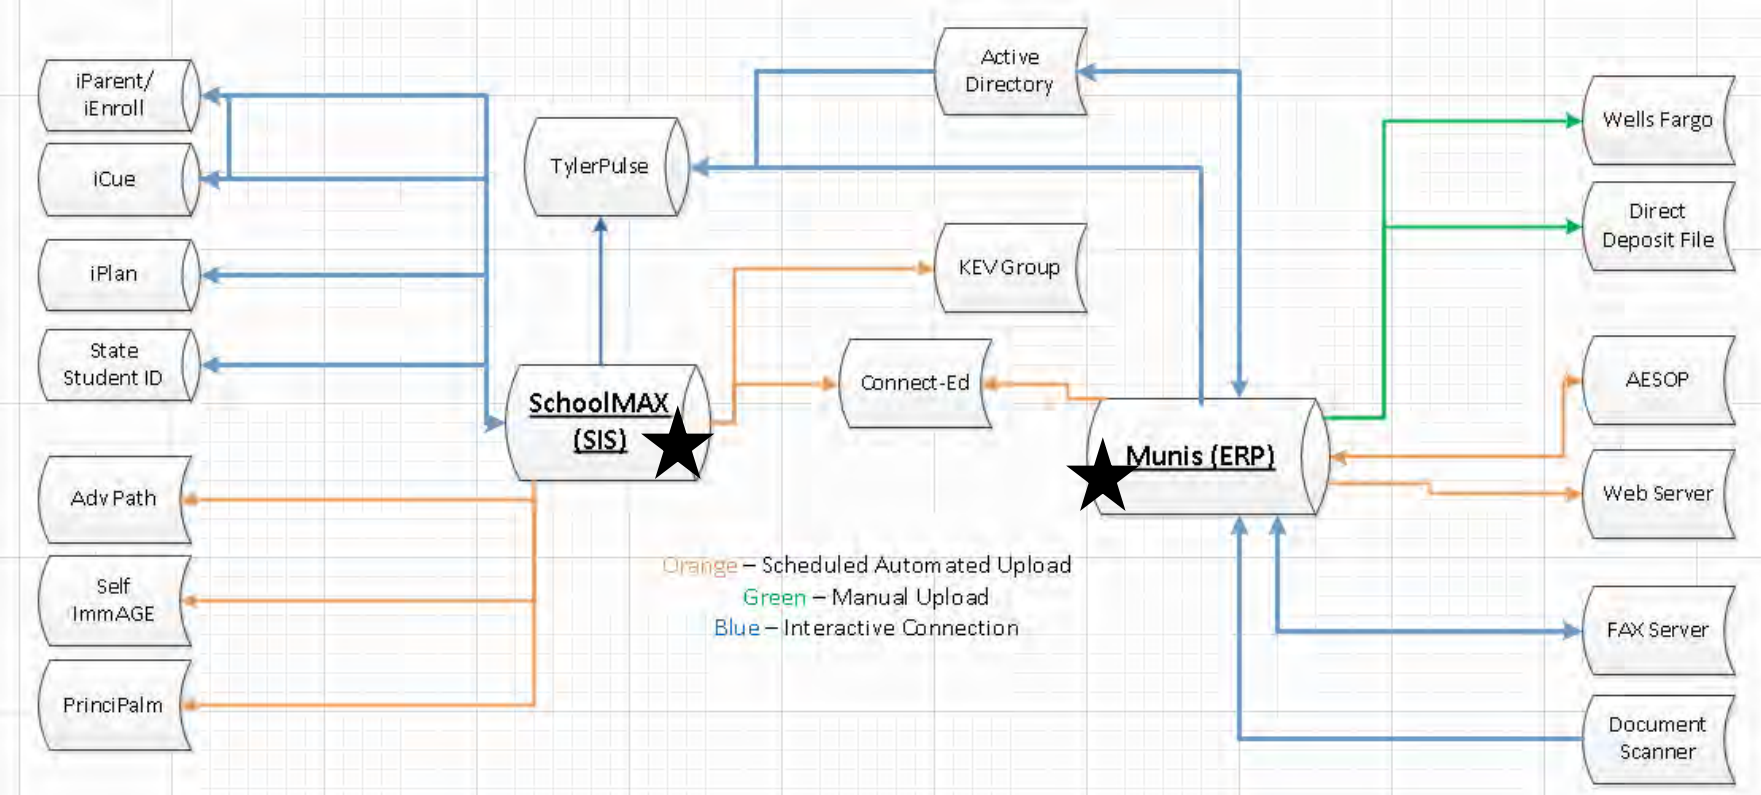 iParent/
iEnroll
iCue
iPlan
State
Student ID
Adv Path
Self
ImmAGE
PrinciPalm
TylerPulse
SchoolMAX
(SIS)
Active
Directory
KEV Group
Connect-Ed
Munis (ERP)
Orange – Scheduled Automated Upload
Green – Manual Upload
Blue – Interactive Connection
Wells Fargo
Direct
Deposit File
AESOP
Web Server
FAX Server
Document
Scanner